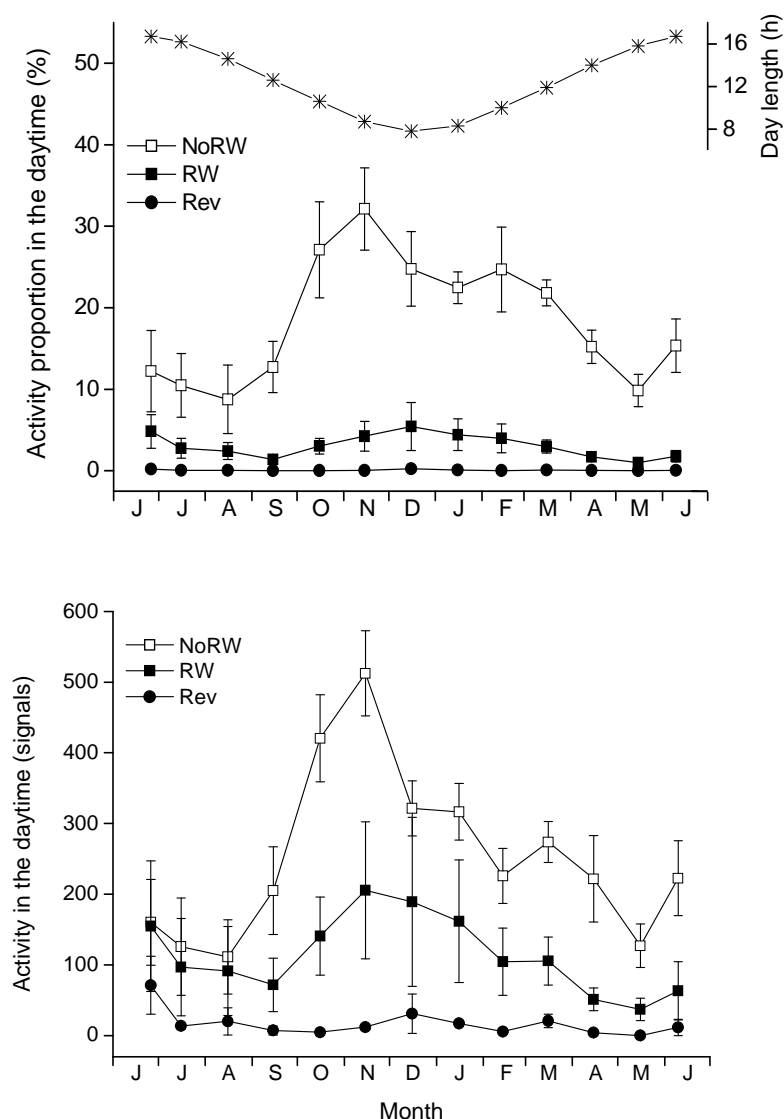 Activity proportion in the daytime (%)
50
40
30
20
10
0
NoRW
RW
Rev
16
12
8
Day length (h)
J J A S O N D J F M A M J
Activity in the daytime (signals)
600
500
400
300
200
100
0
NoRW
RW
Rev
J J A S O N D J F M A M J
Month